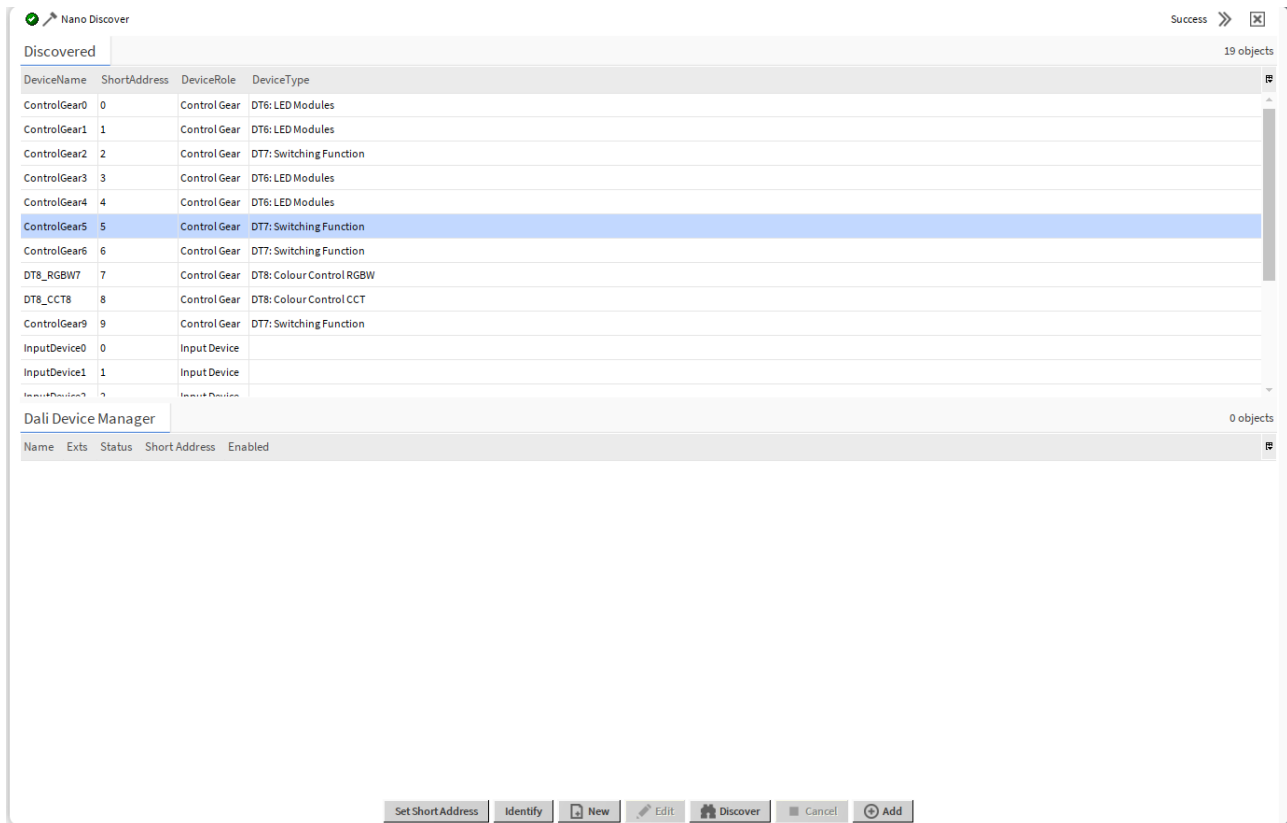 Nano Discover Success
Discovered 19 objects
DeviceName ShortAddress DeviceRole DeviceType
ControlGear0 0 Control Gear DT6: LED Modules
ControlGear1 1 Control Gear DT6: LED Modules
ControlGear2 2 Control Gear DT7: Switching Function
ControlGear3 3 Control Gear DT6: LED Modules
ControlGear4 4 Control Gear DT6: LED Modules
ControlGear5 5 Control Gear DT7: Switching Function
ControlGear6 6 Control Gear DT7: Switching Function
DT8_RGBW7 7 Control Gear DT8: Colour Control RGBW
DT8_CCT8 8 Control Gear DT8: Colour Control CCT
ControlGear9 9 Control Gear DT7: Switching Function
InputDevice0 0 Input Device
InputDevice1 1 Input Device
InputDevice2 2 Input Device
Dali Device Manager 0 objects
Name Exts Status Short Address Enabled
Set Short Address Identify New Edit Discover Cancel Add